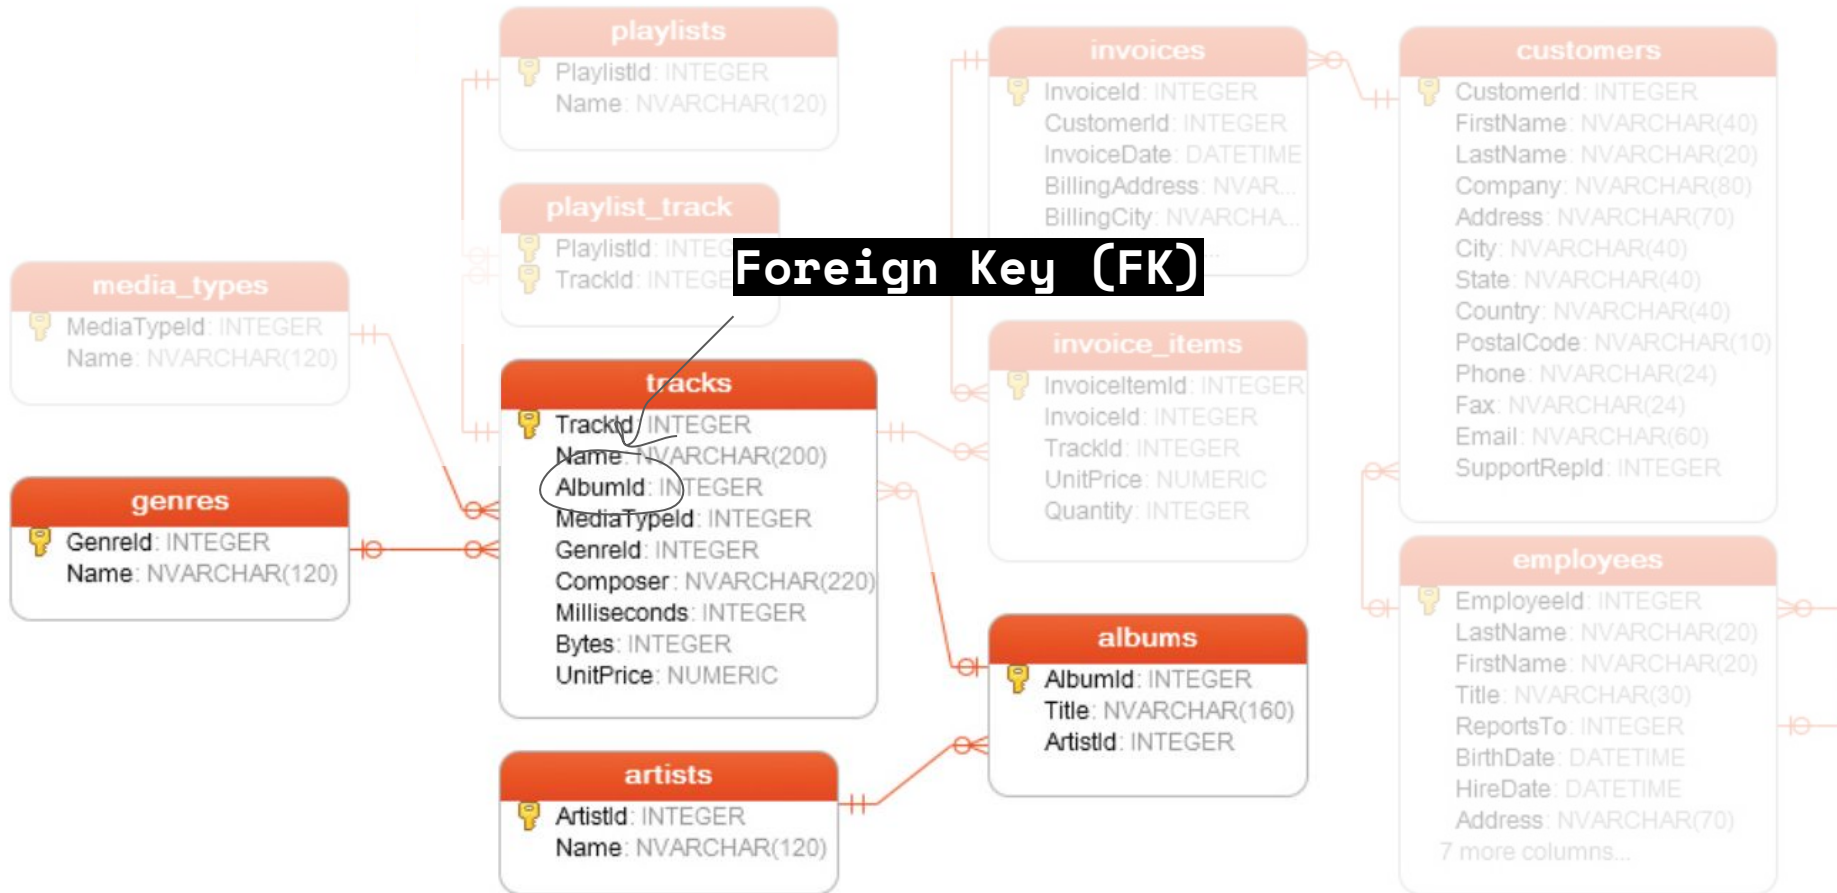 playlists
PlaylistId: INTEGER
Name: NVARCHAR(120)
playlist_track
PlaylistId: INTEG
TrackId: INTEGE
media_types
MediaTypeId: INTEGER
Name: NVARCHAR(120)
genres
GenreId: INTEGER
Name: NVARCHAR(120)
Foreign Key (FK)
tracks
TrackId: INTEGER
Name: NVARCHAR(200)
AlbumId: INTEGER
MediaTypeId: INTEGER
GenreId: INTEGER
Composer: NVARCHAR(220)
Milliseconds: INTEGER
Bytes: INTEGER
UnitPrice: NUMERIC
artists
ArtistId: INTEGER
Name: NVARCHAR(120)
invoices
InvoiceId: INTEGER
CustomerId: INTEGER
InvoiceDate: DATETIME
BillingAddress: NVAR...
BillingCity: NVARCHA...
invoice_items
InvoiceItemId: INTEGER
InvoiceId: INTEGER
TrackId: INTEGER
UnitPrice: NUMERIC
Quantity: INTEGER
albums
AlbumId: INTEGER
Title: NVARCHAR(160)
ArtistId: INTEGER
customers
CustomerId: INTEGER
FirstName: NVARCHAR(40)
LastName: NVARCHAR(20)
Company: NVARCHAR(80)
Address: NVARCHAR(70)
City: NVARCHAR(40)
State: NVARCHAR(40)
Country: NVARCHAR(40)
PostalCode: NVARCHAR(10)
Phone: NVARCHAR(24)
Fax: NVARCHAR(24)
Email: NVARCHAR(60)
SupportRepId: INTEGER
employees
EmployeeId: INTEGER
LastName: NVARCHAR(20)
FirstName: NVARCHAR(20)
Title: NVARCHAR(30)
ReportsTo: INTEGER
BirthDate: DATETIME
HireDate: DATETIME
Address: NVARCHAR(70)
7 more columns...